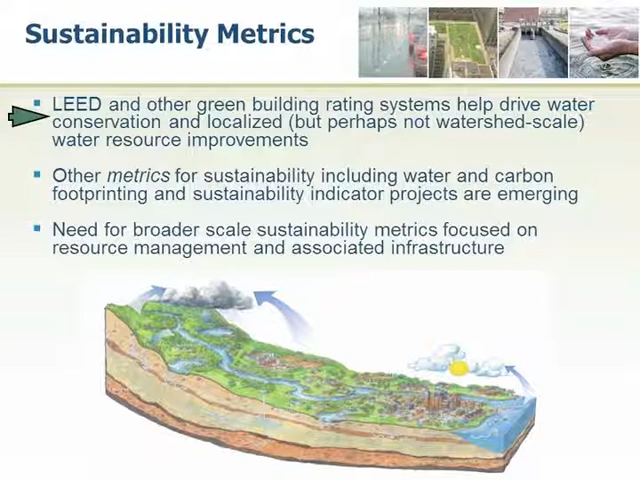 Sustainability Metrics
LEED and other green building rating systems help drive water
conservation and localized (but perhaps not watershed-scale)
water resource improvements
Other metrics for sustainability including water and carbon
footprinting and sustainability indicator projects are emerging
Need for broader scale sustainability metrics focused on
resource management and associated infrastructure